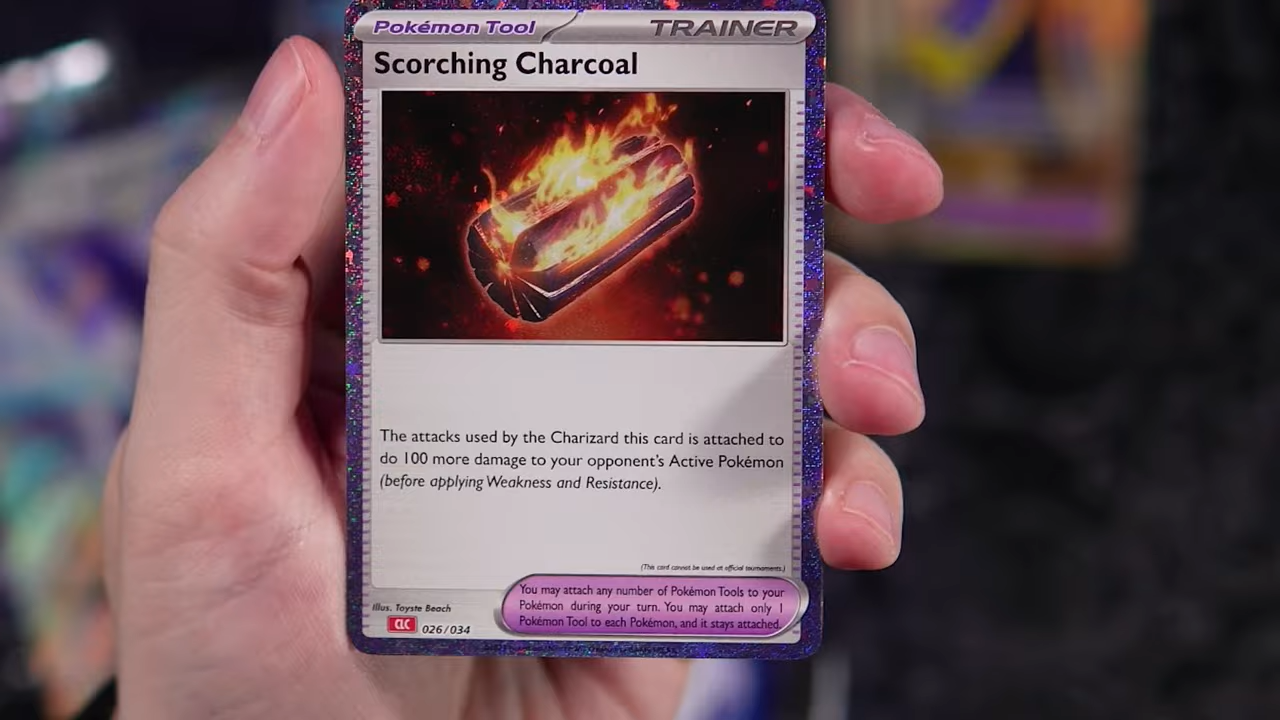 Pokémon Tool
TRAINER
Scorching Charcoal
The attacks used by the Charizard this card is attached to
do 100 more damage to your opponent's Active Pokémon
(before applying Weakness and Resistance).
(This card cannot be used at official tournaments.)
You may attach any number of Pokémon Tools to your
Pokémon during your turn. You may attach only 1
Pokémon Tool to each Pokémon, and it stays attached.
Illus. Toyste Beach
CLC 026/034